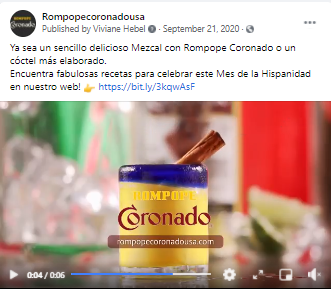 Rompopecoronadousa
Published by Viviane Hebel · September 21, 2020 ·
Ya sea un sencillo delicioso Mezcal con Rompope Coronado o un
cóctel más elaborado.
Encuentra fabulosas recetas para celebrar este Mes de la Hispanidad
en nuestro web! 👉 https://bit.ly/3kqwAsF
ROMPOPE
Coronado
rompopecoronadousa.com
0:04 / 0:06